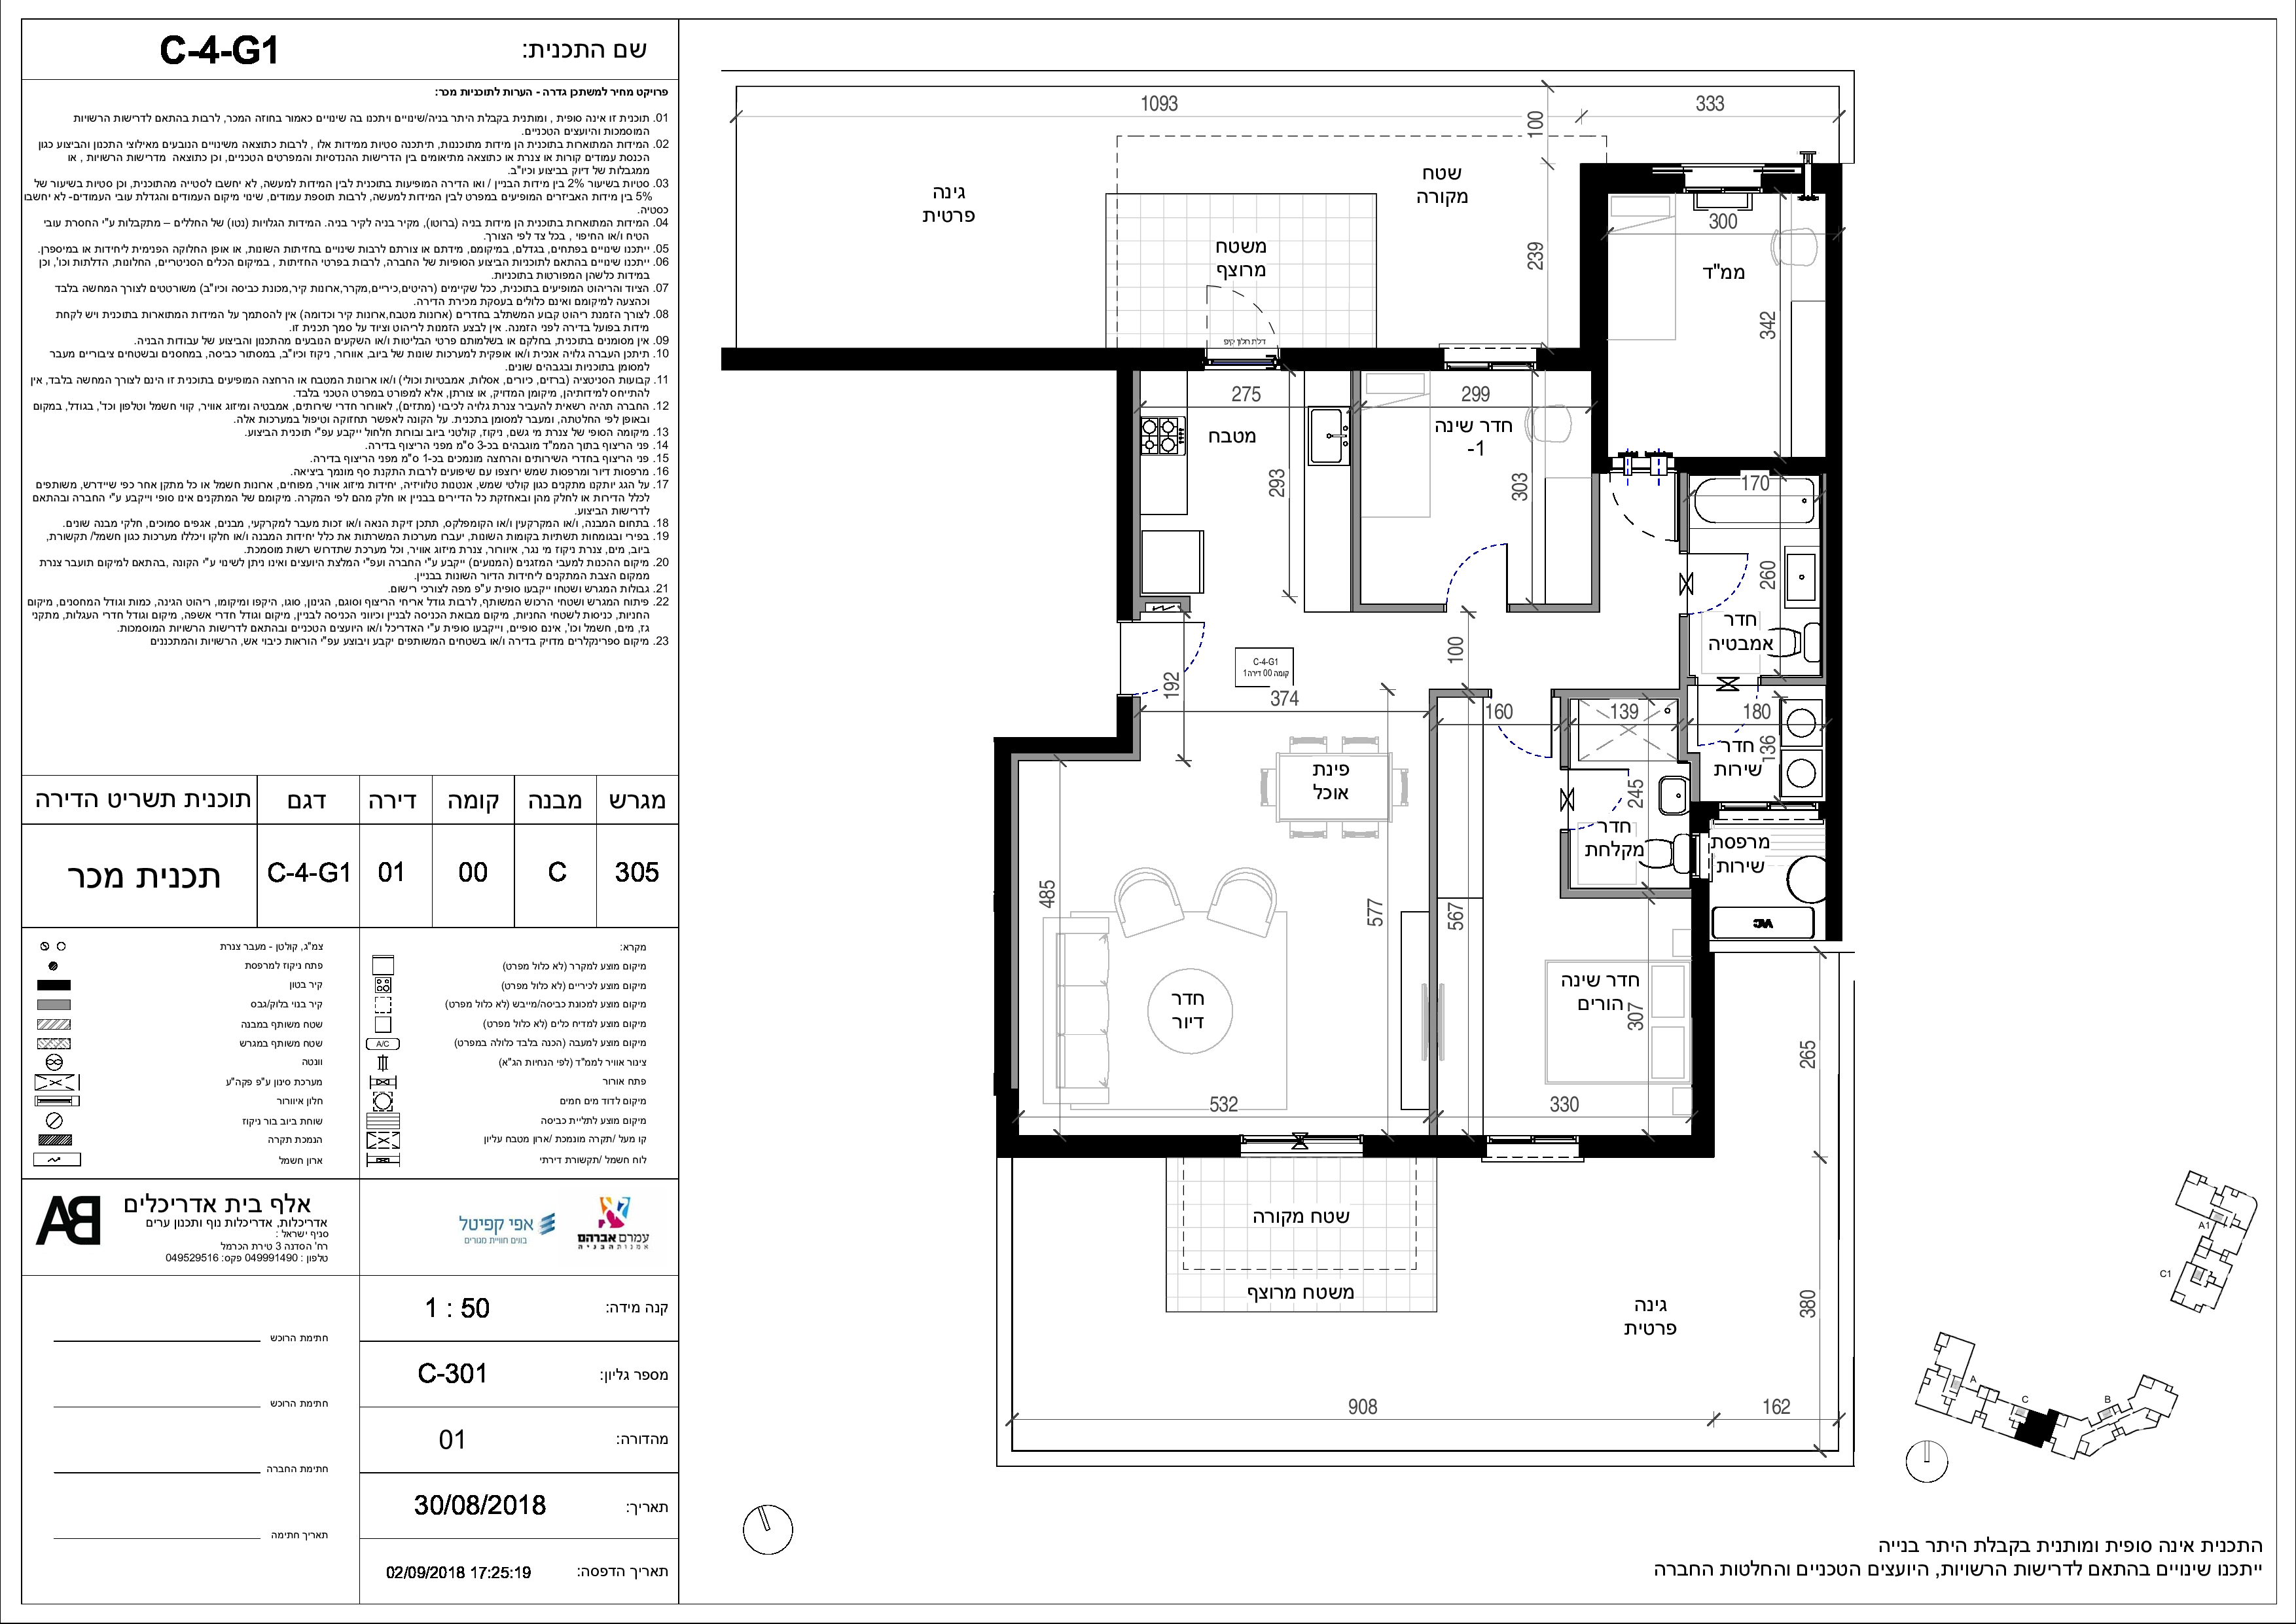 שם התכנית: C-4-G1
פרויקט מחיר למשתכן גדרה - הערות לתוכניות מכר:
01. תוכנית זו אינה סופית , ומותנית בקבלת היתר בניה/שינויים ויתכנו בה שינויים כאמור בחוזה המכר, לרבות בהתאם לדרישות הרשויות
המוסמכות והיועצים הטכניים.
02. המידות המתוארות בתוכנית הן מידות מתוכננות, תיתכנה סטיות ממידות אלו , לרבות כתוצאה משינויים הנובעים מאילוצי התכנון והביצוע כגון
הכנסת עמודים קורות או צנרת או כתוצאה מתיאומים בין הדרישות ההנדסיות והמפרטים הטכניים, וכן כתוצאה מדרישות הרשויות , או
ממגבלות של דיוק בביצוע וכיו"ב.
03. סטיות בשיעור 2% בין מידות הבניין / ואו הדירה המופיעות בתוכנית לבין המידות למעשה, לא יחשבו לסטייה מהתוכנית, וכן סטיות בשיעור של
5% בין מידות האביזרים המופיעים במפרט לבין המידות למעשה, לרבות תוספת עמודים, שינוי מיקום העמודים והגדלת עובי העמודים- לא יחשבו
כסטיה.
04. המידות המתוארות בתוכנית הן מידות בניה (ברוטו), מקיר בניה לקיר בניה. המידות הגלויות (נטו) של החללים – מתקבלות ע"י החסרת עובי
הטיח ו/או החיפוי , בכל צד לפי הצורך.
05. ייתכנו שינויים בפתחים, בגדלם, במיקומם, מידתם או צורתם לרבות שינויים בחזיתות השונות, או אופן החלוקה הפנימית ליחידות או במיספרן.
06. ייתכנו שינויים בהתאם לתוכניות הביצוע הסופיות של החברה, לרבות בפרטי החזיתות , במיקום הכלים הסניטריים, החלונות, הדלתות וכו', וכן
במידות כלשהן המפורטות בתוכניות.
07. הציוד והריהוט המופיעים בתוכנית, ככל שקיימים (רהיטים,כיריים,מקרר,ארונות קיר,מכונת כביסה וכיו"ב) משורטטים לצורך המחשה בלבד
וכהצעה למיקומם ואינם כלולים בעסקת מכירת הדירה.
08. לצורך הזמנת ריהוט קבוע המשתלב בחדרים (ארונות מטבח,ארונות קיר וכדומה) אין להסתמך על המידות המתוארות בתוכנית ויש לקחת
מידות בפועל בדירה לפני הזמנה. אין לבצע הזמנות לריהוט וציוד על סמך תכנית זו.
09. אין מסומנים בתוכנית, בחלקם או בשלמותם פרטי הבליטות ו/או השקעים הנובעים מהתכנון והביצוע של עבודות הבניה.
10. תיתכן העברה גלויה אנכית ו/או אופקית למערכות שונות של ביוב, אוורור, ניקוז וכיו"ב, במסתור כביסה, במחסנים ובשטחים ציבוריים מעבר
למסומן בתוכניות ובגבהים שונים.
11. קבועות הסניטציה (ברזים, כיורים, אסלות, אמבטיות וכולי) ו/או ארונות המטבח או הרחצה המופיעים בתוכנית זו הינם לצורך המחשה בלבד, אין
להתייחס למידותיהן, מיקומן המדויק, או צורתן, אלא למפורט במפרט הטכני בלבד.
12. החברה תהיה רשאית להעביר צנרת גלויה לכיבוי (מתזים), לאוורור חדרי שירותים, אמבטיה ומיזוג אוויר, קווי חשמל וטלפון וכד', בגודל, במקום
ובאופן לפי החלטתה, ומעבר למסומן בתכנית. על הקונה לאפשר תחזוקה וטיפול במערכות אלה.
13. מיקומה הסופי של צנרת מי גשם, ניקוז, קולטני ביוב ובורות חלחול ייקבע עפ"י תוכנית הביצוע.
14. פני הריצוף בתוך הממ"ד מוגבהים בכ-3 ס"מ מפני הריצוף בדירה.
15. פני הריצוף בחדרי השירותים והרחצה מונמכים בכ-1 ס"מ מפני הריצוף בדירה.
16. מרפסות דיור ומרפסות שמש ירוצפו עם שיפועים לרבות התקנת סף מונמך ביציאה.
17. על הגג יותקנו מתקנים כגון קולטי שמש, אנטנות טלוויזיה, יחידות מיזוג אוויר, מפוחים, ארונות חשמל או כל מתקן אחר כפי שיידרש, משותפים
לכלל הדירות או לחלק מהן ובאחזקת כל הדיירים בבניין או חלק מהם לפי המקרה. מיקומם של המתקנים אינו סופי וייקבע ע"י החברה ובהתאם
לדרישות הביצוע.
18. בתחום המבנה, ו/או המקרקעין ו/או הקומפלקס, תתכן זיקת הנאה ו/או זכות מעבר למקרקעי, מבנים, אגפים סמוכים, חלקי מבנה שונים.
19. בפירי ובגומחות תשתיות בקומות השונות, יעברו מערכות המשרתות את כלל יחידות המבנה ו/או חלקו ויכללו מערכות כגון חשמל/ תקשורת,
ביוב, מים, צנרת ניקוז מי נגר, איוורור, צנרת מיזוג אוויר, וכל מערכת שתדרוש רשות מוסמכת.
20. מיקום ההכנות למעבי המזגנים (המנועים) ייקבע ע"י החברה ועפ"י המלצת היועצים ואינו ניתן לשינוי ע"י הקונה ,בהתאם למיקום תועבר צנרת
ממקום הצבת המתקנים ליחידות הדיור השונות בבניין.
21. גבולות המגרש ושטחו ייקבעו סופית ע"פ מפה לצורכי רישום.
22. פיתוח המגרש ושטחי הרכוש המשותף, לרבות גודל אריחי הריצוף וסוגם, הגינון, סוגו, היקפו ומיקומו, ריהוט הגינה, כמות וגודל המחסנים, מיקום
החניות, כניסות לשטחי החניות, מיקום מבואת הכניסה לבניין וכיווני הכניסה לבניין, מיקום וגודל חדרי אשפה, מיקום וגודל חדרי העגלות, מתקני
גז, מים, חשמל וכו', אינם סופיים, וייקבעו סופית ע"י האדריכל ו/או היועצים הטכניים ובהתאם לדרישות הרשויות המוסמכות.
23. מיקום ספרינקלרים מדויק בדירה ו/או בשטחים המשותפים יקבע ויבוצע עפ"י הוראות כיבוי אש, הרשויות והמתכננים
מגרש מבנה קומה דירה דגם תוכנית תשריט הדירה
305 C 00 01 C-4-G1 תכנית מכר
מקרא:
מיקום מוצע למקרר (לא כלול מפרט)
מיקום מוצע לכיריים (לא כלול מפרט)
מיקום מוצע למכונת כביסה/מייבש (לא כלול מפרט)
מיקום מוצע למדיח כלים (לא כלול מפרט)
מיקום מוצע למעבה (הכנה בלבד כלולה במפרט) A/C
צינור אוויר לממ"ד (לפי הנחיות הג"א)
פתח אורור
מיקום לדוד מים חמים
מיקום מוצע לתליית כביסה
קו מעל /תקרה מונמכת /ארון מטבח עליון
לוח חשמל /תקשורת דירתי
צמ"ג, קולטן - מעבר צנרת
פתח ניקוז למרפסת
קיר בטון
קיר בנוי בלוק/גבס
שטח משותף במבנה
שטח משותף במגרש
וונטה
מערכת סינון ע"פ פקה"ע
חלון איוורור
שוחת ביוב בור ניקוז
הנמכת תקרה
ארון חשמל
עמרם אברהם
אמנות הבניה
אפי קפיטל
בונים חוויית מגורים
אלף בית אדריכלים
אדריכלות, אדריכלות נוף ותכנון ערים
סניף ישראל :
רח' הסדנה 3 טירת הכרמל
טלפון : 049991490 פקס: 049529516
קנה מידה: 1 : 50
מספר גליון: C-301
מהדורה: 01
תאריך: 30/08/2018
תאריך הדפסה: 02/09/2018 17:25:19
חתימת הרוכש
חתימת הרוכש
חתימת החברה
תאריך חתימה
1093
333
100
גינה
פרטית
שטח
מקורה
משטח
מרוצף
239
300
ממ"ד
342
דלת חלון קיפ
275
מטבח
293
299
חדר שינה
-1
303
170
260
חדר
אמבטיה
100
192
C-4-G1
קומה 00 דירה 1
374
160
139
180
136
חדר
שירות
פינת
אוכל
245
חדר
מקלחת
מרפסת
שירות
A/C
485
577
567
חדר
דיור
חדר שינה
הורים
307
265
532
330
שטח מקורה
משטח מרוצף
גינה
פרטית
380
908
162
A1
C1
A
C
B
התכנית אינה סופית ומותנית בקבלת היתר בנייה
ייתכנו שינויים בהתאם לדרישות הרשויות, היועצים הטכניים והחלטות החברה